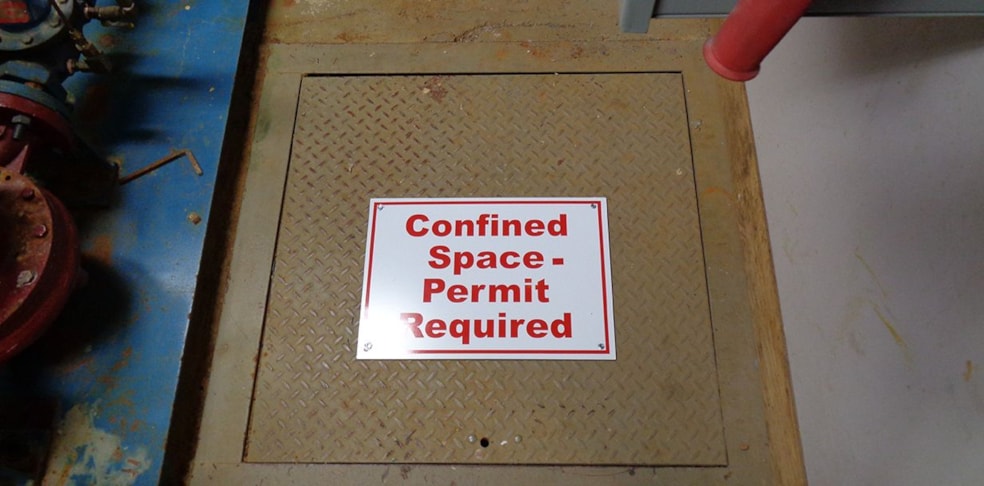 Confined
Space -
Permit
Required